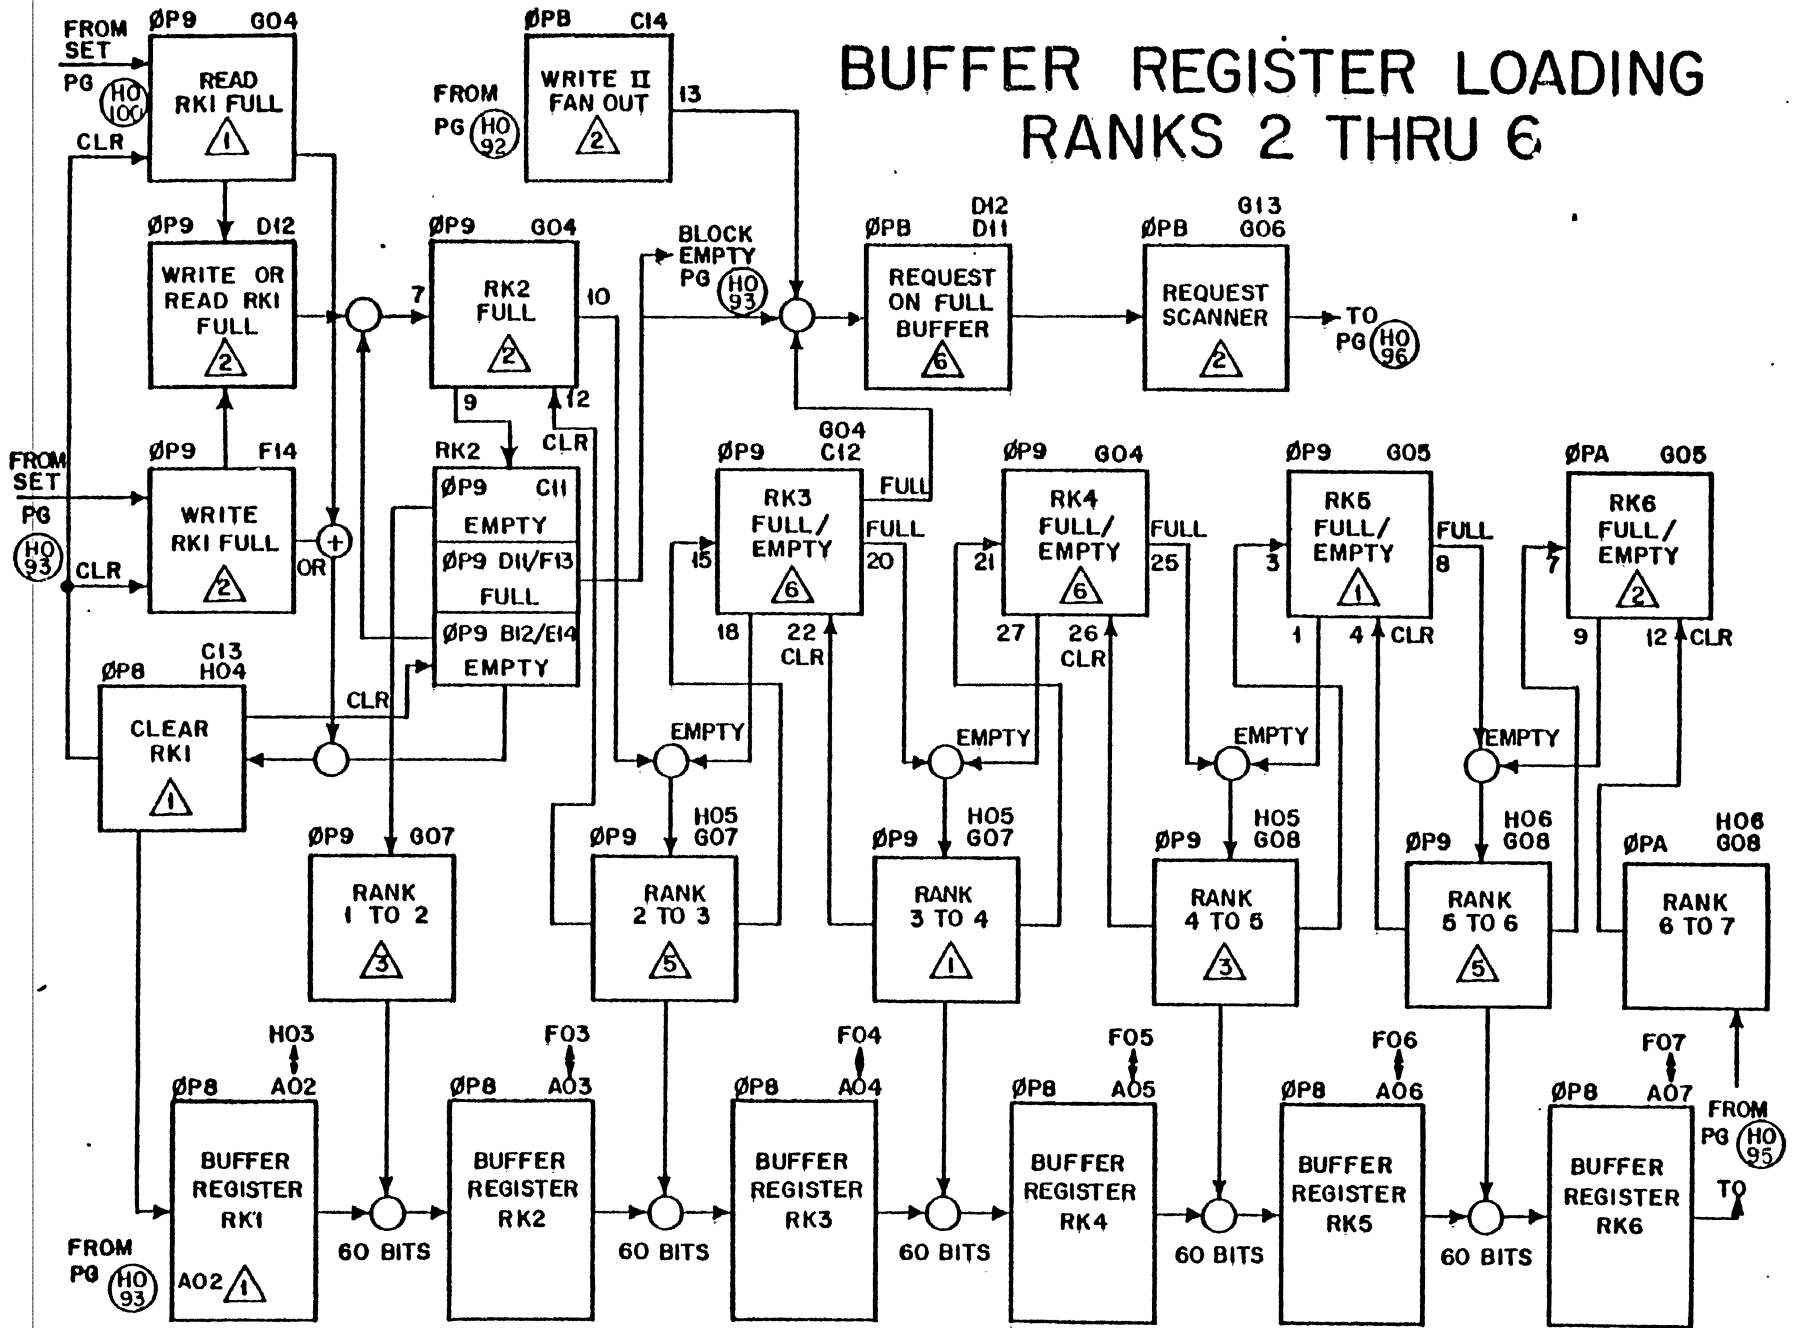 BUFFER REGISTER LOADING
RANKS 2 THRU 6
FROM
SET
PG
HO
100
CLR
ØP9 G04
READ
RK1 FULL
1
ØPB C14
WRITE II
FAN OUT
2
13
FROM
PG
HO
92
ØP9 D12
WRITE OR
READ RK1
FULL
2
7
ØP9 G04
RK2
FULL
2
10
9
12
CLR
BLOCK
EMPTY
PG
HO
93
D12
ØPB D11
REQUEST
ON FULL
BUFFER
6
G13
ØPB G06
REQUEST
SCANNER
2
TO
PG
HO
96
FROM
SET
PG
HO
93
CLR
ØP9 F14
WRITE
RK1 FULL
2
+
OR
RK2
ØP9 C11
EMPTY
ØP9 D11/F13
FULL
ØP9 B12/E14
EMPTY
G04
ØP9 C12
RK3
FULL/
EMPTY
6
FULL
FULL
15
20
18
22
CLR
ØP9 G04
RK4
FULL/
EMPTY
6
FULL
21
25
27
26
CLR
ØP9 G05
RK5
FULL/
EMPTY
1
FULL
3
8
1
4
CLR
ØPA G05
RK6
FULL/
EMPTY
2
7
9
12
CLR
C13
ØP8 H04
CLEAR
RK1
1
CLR
EMPTY
EMPTY
EMPTY
EMPTY
ØP9 G07
RANK
1 TO 2
3
H05
ØP9 G07
RANK
2 TO 3
5
H05
ØP9 G07
RANK
3 TO 4
1
H05
ØP9 G08
RANK
4 TO 5
3
H06
ØP9 G08
RANK
5 TO 6
5
H06
ØPA G08
RANK
6 TO 7
H03
ØP8 A02
BUFFER
REGISTER
RK1
A02
1
FROM
PG
HO
93
60 BITS
F03
ØP8 A03
BUFFER
REGISTER
RK2
60 BITS
F04
ØP8 A04
BUFFER
REGISTER
RK3
60 BITS
F05
ØP8 A05
BUFFER
REGISTER
RK4
60 BITS
F06
ØP8 A06
BUFFER
REGISTER
RK5
60 BITS
F07
ØP8 A07
BUFFER
REGISTER
RK6
FROM
PG
HO
95
TO